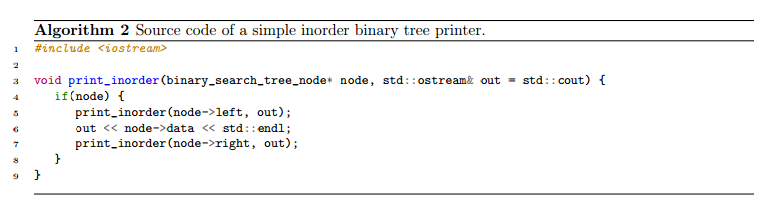 Algorithm 2 Source code of a simple inorder binary tree printer.
1 #include <iostream>
2
3 void print_inorder(binary_search_tree_node* node, std::ostream& out = std::cout) {
4 if(node) {
5 print_inorder(node->left, out);
6 out << node->data << std::endl;
7 print_inorder(node->right, out);
8 }
9 }